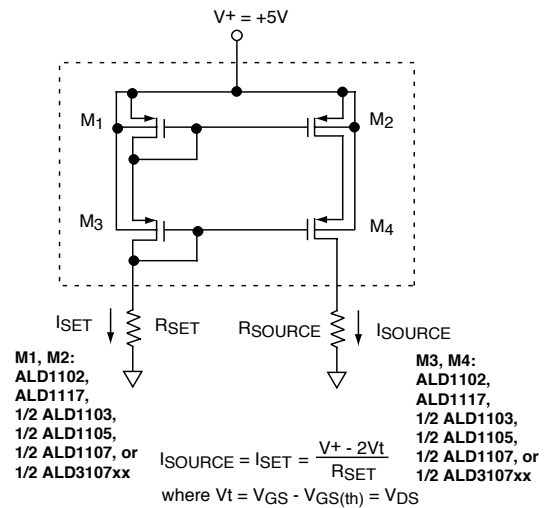 V+ = +5V
M1
M2
M3
M4
ISET
RSET
RSOURCE
ISOURCE
M1, M2:
ALD1102,
ALD1117,
1/2 ALD1103,
1/2 ALD1105,
1/2 ALD1107, or
1/2 ALD3107xx
M3, M4:
ALD1102,
ALD1117,
1/2 ALD1103,
1/2 ALD1105,
1/2 ALD1107, or
1/2 ALD3107xx
ISOURCE = ISET = V+ - 2Vt
RSET
where Vt = VGS - VGS(th) = VDS